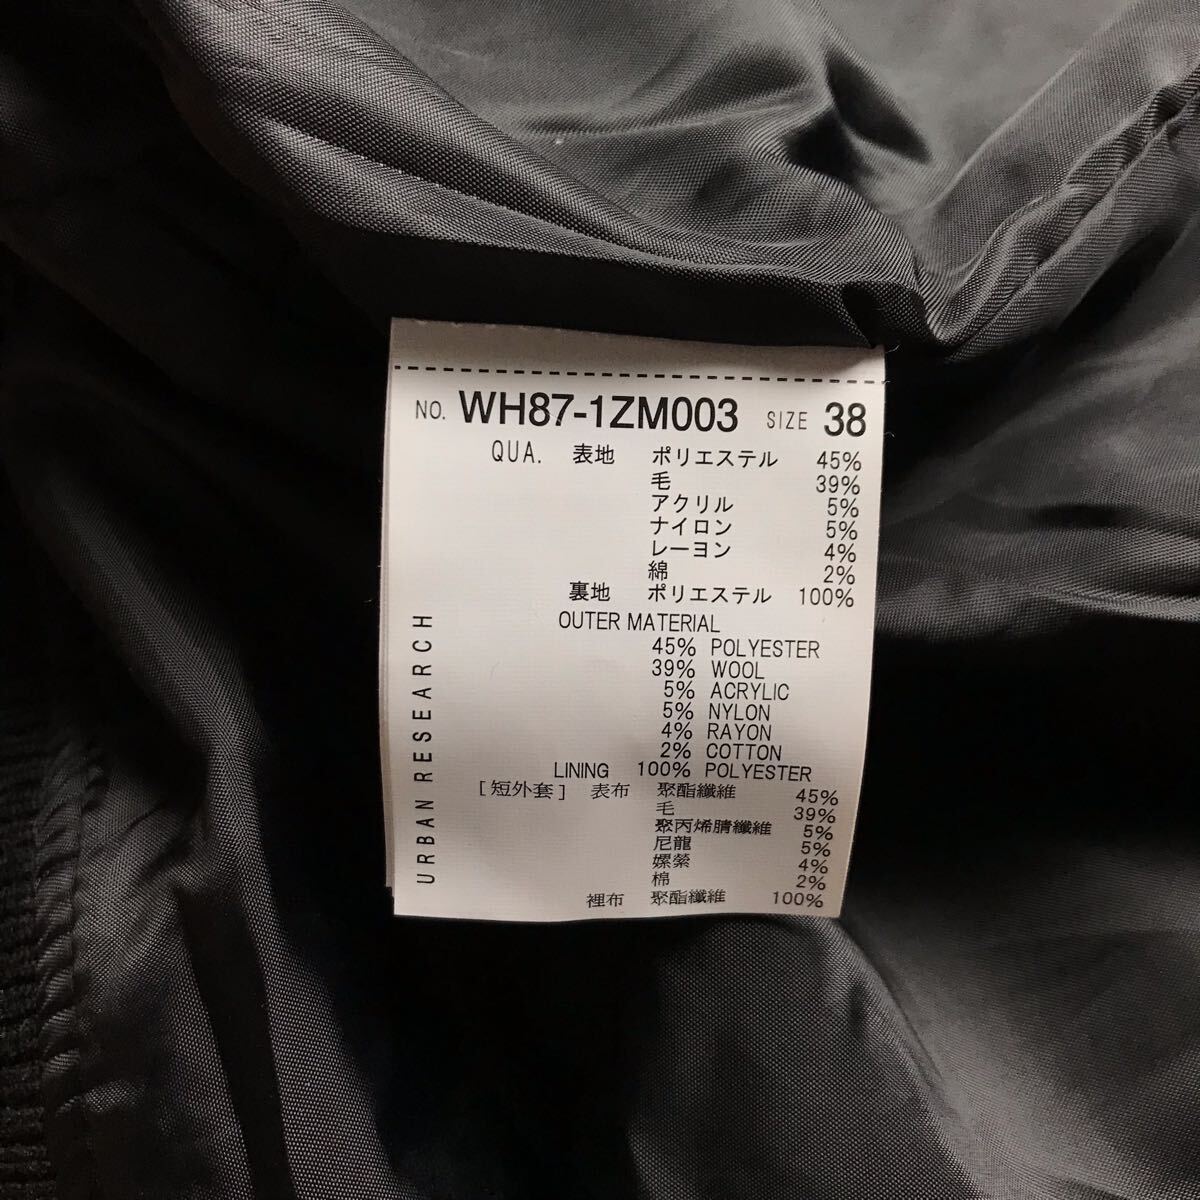 NO. WH87-1ZM003 SIZE 38
QUA. 表地 ポリエステル 45%
毛 39%
アクリル 5%
ナイロン 5%
レーヨン 4%
綿 2%
裏地 ポリエステル 100%
OUTER MATERIAL
45% POLYESTER
39% WOOL
5% ACRYLIC
5% NYLON
4% RAYON
2% COTTON
LINING 100% POLYESTER
[短外套] 表布 聚酯纖維 45%
毛 39%
聚丙烯腈纖維 5%
尼龍 5%
嫘縈 4%
棉 2%
裡布 聚酯纖維 100%
URBAN RESEARCH